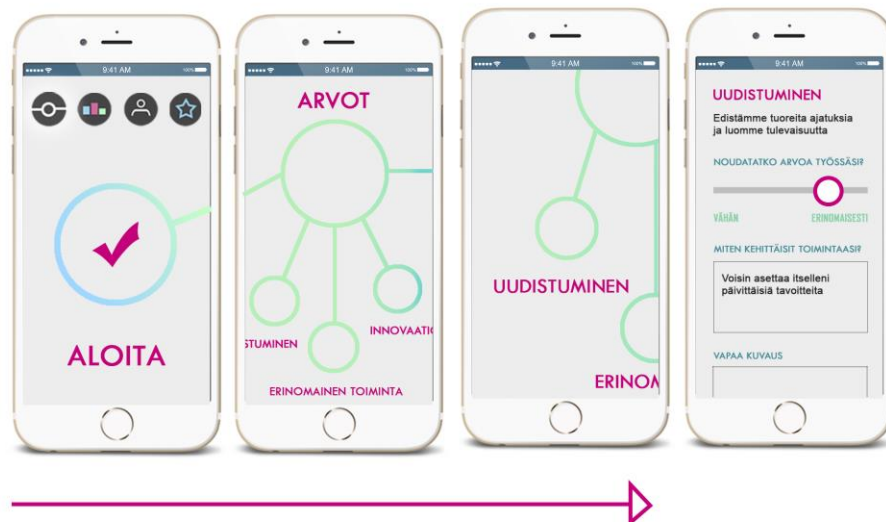 9:41 AM
100%
ALOITA
9:41 AM
100%
ARVOT
STUMINEN
INNOVAATIO
ERINOMAINEN TOIMINTA
9:41 AM
100%
UUDISTUMINEN
ERINOM
9:41 AM
100%
UUDISTUMINEN
Edistämme tuoreita ajatuksia
ja luomme tulevaisuutta
NOUDATATKO ARVOA TYÖSSÄSI?
VÄHÄN ERINOMAISESTI
MITEN KEHITTÄISIT TOIMINTAASI?
Voisin asettaa itselleni
päivittäisiä tavoitteita
VAPAA KUVAUS